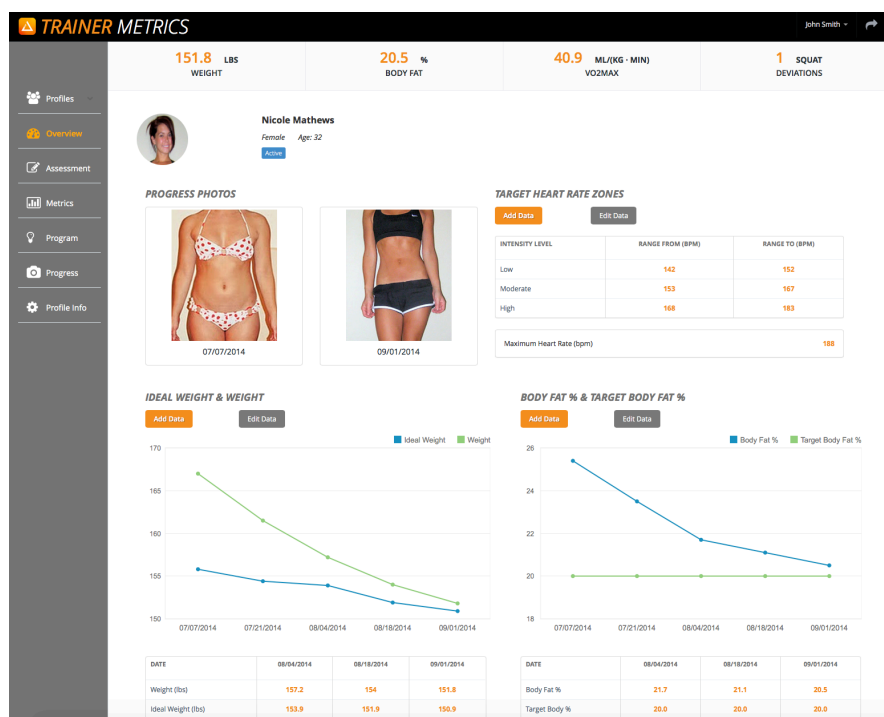 TRAINER METRICS
John Smith
151.8 LBS
WEIGHT
20.5 %
BODY FAT
40.9 ML/(KG · MIN)
VO2MAX
1 SQUAT
DEVIATIONS
Profiles
Overview
Assessment
Metrics
Program
Progress
Profile Info
Nicole Mathews
Female Age: 32
Active
PROGRESS PHOTOS
07/07/2014
09/01/2014
TARGET HEART RATE ZONES
Add Data Edit Data
INTENSITY LEVEL RANGE FROM (BPM) RANGE TO (BPM)
Low 142 152
Moderate 153 167
High 168 183
Maximum Heart Rate (bpm) 188
IDEAL WEIGHT & WEIGHT
Add Data Edit Data
Ideal Weight Weight
170
165
160
155
150
07/07/2014 07/21/2014 08/04/2014 08/18/2014 09/01/2014
DATE 08/04/2014 08/18/2014 09/01/2014
Weight (lbs) 157.2 154 151.8
Ideal Weight (lbs) 153.9 151.9 150.9
BODY FAT % & TARGET BODY FAT %
Add Data Edit Data
Body Fat % Target Body Fat %
26
24
22
20
18
07/07/2014 07/21/2014 08/04/2014 08/18/2014 09/01/2014
DATE 08/04/2014 08/18/2014 09/01/2014
Body Fat % 21.7 21.1 20.5
Target Body % 20.0 20.0 20.0